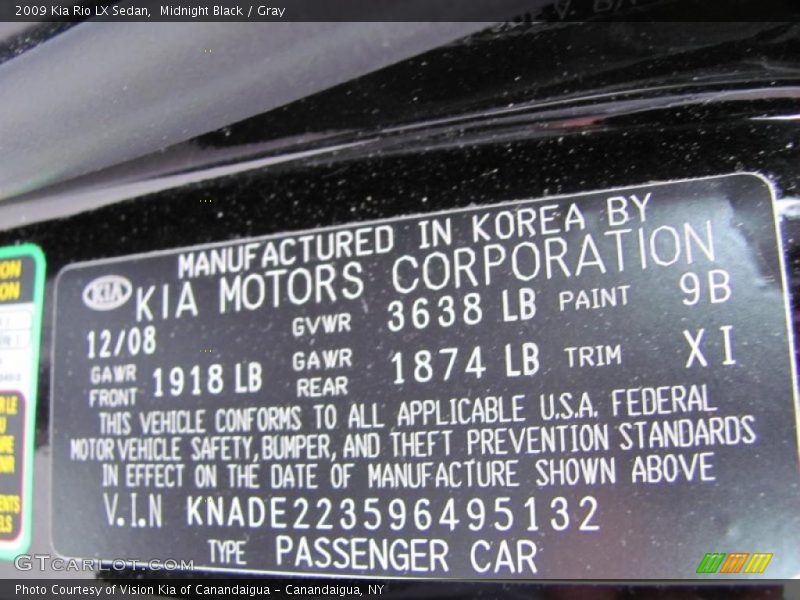 2009 Kia Rio LX Sedan,  Midnight Black / Gray
MANUFACTURED IN KOREA BY
KIA KIA MOTORS CORPORATION
12/08 GVWR 3638 LB PAINT 9B
GAWR FRONT 1918 LB GAWR REAR 1874 LB TRIM XI
THIS VEHICLE CONFORMS TO ALL APPLICABLE U.S.A. FEDERAL
MOTOR VEHICLE SAFETY, BUMPER, AND THEFT PREVENTION STANDARDS
IN EFFECT ON THE DATE OF MANUFACTURE SHOWN ABOVE
V.I.N KNADE223596495132
TYPE PASSENGER CAR
GTCarLot.com
Photo Courtesy of Vision Kia of Canandaigua – Canandaigua, NY